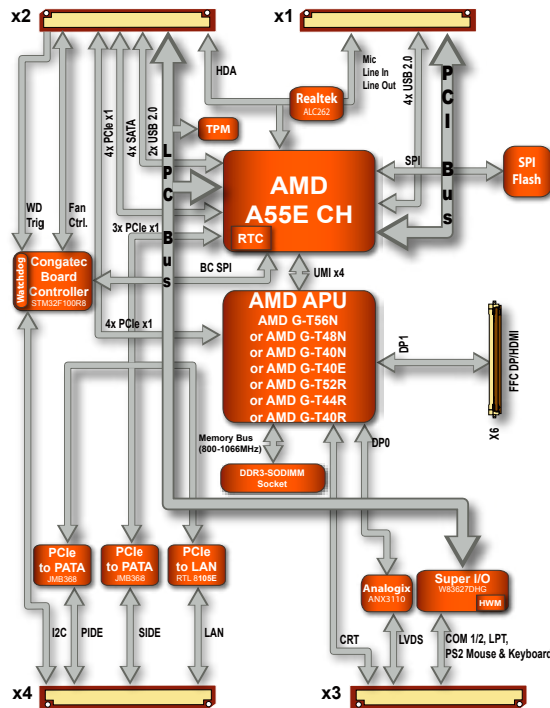 x2
x1
HDA
Mic
Line In
Line Out
Realtek
ALC262
4x PCIe x1
4x SATA
2x USB 2.0
4x USB 2.0
PCI Bus
LPC Bus
TPM
SPI
SPI
Flash
AMD
A55E CH
RTC
WD
Trig
Fan
Ctrl.
3x PCIe x1
BC SPI
UMI x4
Watchdog
Congatec
Board
Controller
STM32F100R8
4x PCIe x1
AMD APU
AMD G-T56N
or AMD G-T48N
or AMD G-T40N
or AMD G-T40E
or AMD G-T52R
or AMD G-T44R
or AMD G-T40R
DP1
FFC DP/HDMI
X6
Memory Bus
(800-1066MHz)
DP0
DDR3-SODIMM
Socket
PCIe
to PATA
JMB368
PCIe
to PATA
JMB368
PCIe
to LAN
RTL 8105E
Analogix
ANX3110
Super I/O
W83627DHG
HWM
I2C
PIDE
SIDE
LAN
CRT
LVDS
COM 1/2, LPT,
PS2 Mouse & Keyboard
x4
x3